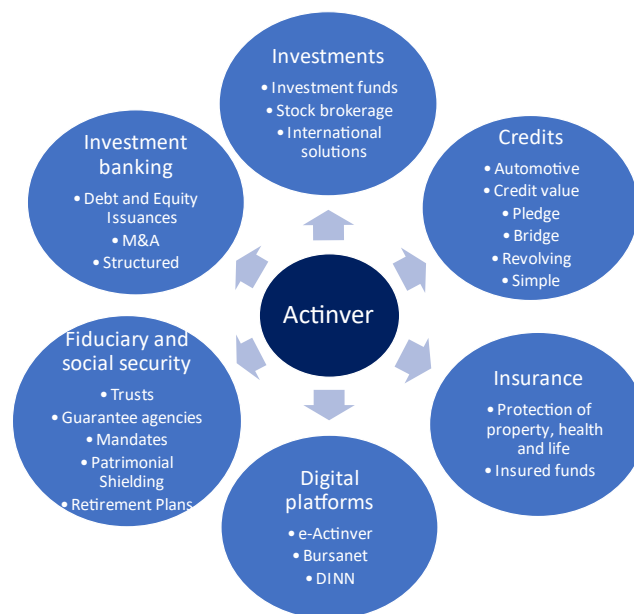 Investments
• Investment funds
• Stock brokerage
• International
solutions
Credits
• Automotive
• Credit value
• Pledge
• Bridge
• Revolving
• Simple
Insurance
• Protection of
property, health
and life
• Insured funds
Digital
platforms
• e-Actinver
• Bursanet
• DINN
Fiduciary and
social security
• Trusts
• Guarantee agencies
• Mandates
• Patrimonial
Shielding
• Retirement Plans
Investment
banking
• Debt and Equity
Issuances
• M&A
• Structured
Actinver